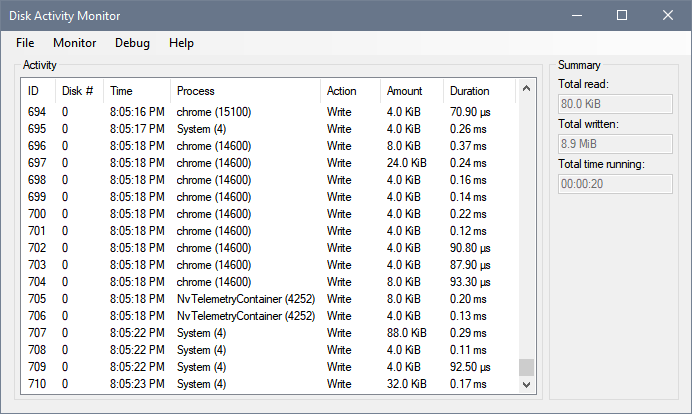 Disk Activity Monitor
File Monitor Debug Help
Activity
ID Disk # Time Process Action Amount Duration
694 0 8:05:16 PM chrome (15100) Write 4.0 KiB 70.90 µs
695 0 8:05:17 PM System (4) Write 4.0 KiB 0.26 ms
696 0 8:05:18 PM chrome (14600) Write 8.0 KiB 0.37 ms
697 0 8:05:18 PM chrome (14600) Write 24.0 KiB 0.24 ms
698 0 8:05:18 PM chrome (14600) Write 4.0 KiB 0.16 ms
699 0 8:05:18 PM chrome (14600) Write 4.0 KiB 0.14 ms
700 0 8:05:18 PM chrome (14600) Write 4.0 KiB 0.22 ms
701 0 8:05:18 PM chrome (14600) Write 4.0 KiB 0.12 ms
702 0 8:05:18 PM chrome (14600) Write 4.0 KiB 90.80 µs
703 0 8:05:18 PM chrome (14600) Write 4.0 KiB 87.90 µs
704 0 8:05:18 PM chrome (14600) Write 8.0 KiB 93.30 µs
705 0 8:05:18 PM NvTelemetryContainer (4252) Write 8.0 KiB 0.20 ms
706 0 8:05:18 PM NvTelemetryContainer (4252) Write 4.0 KiB 0.13 ms
707 0 8:05:22 PM System (4) Write 88.0 KiB 0.29 ms
708 0 8:05:22 PM System (4) Write 4.0 KiB 0.11 ms
709 0 8:05:22 PM System (4) Write 4.0 KiB 92.50 µs
710 0 8:05:23 PM System (4) Write 32.0 KiB 0.17 ms
Summary
Total read:
80.0 KiB
Total written:
8.9 MiB
Total time running:
00:00:20